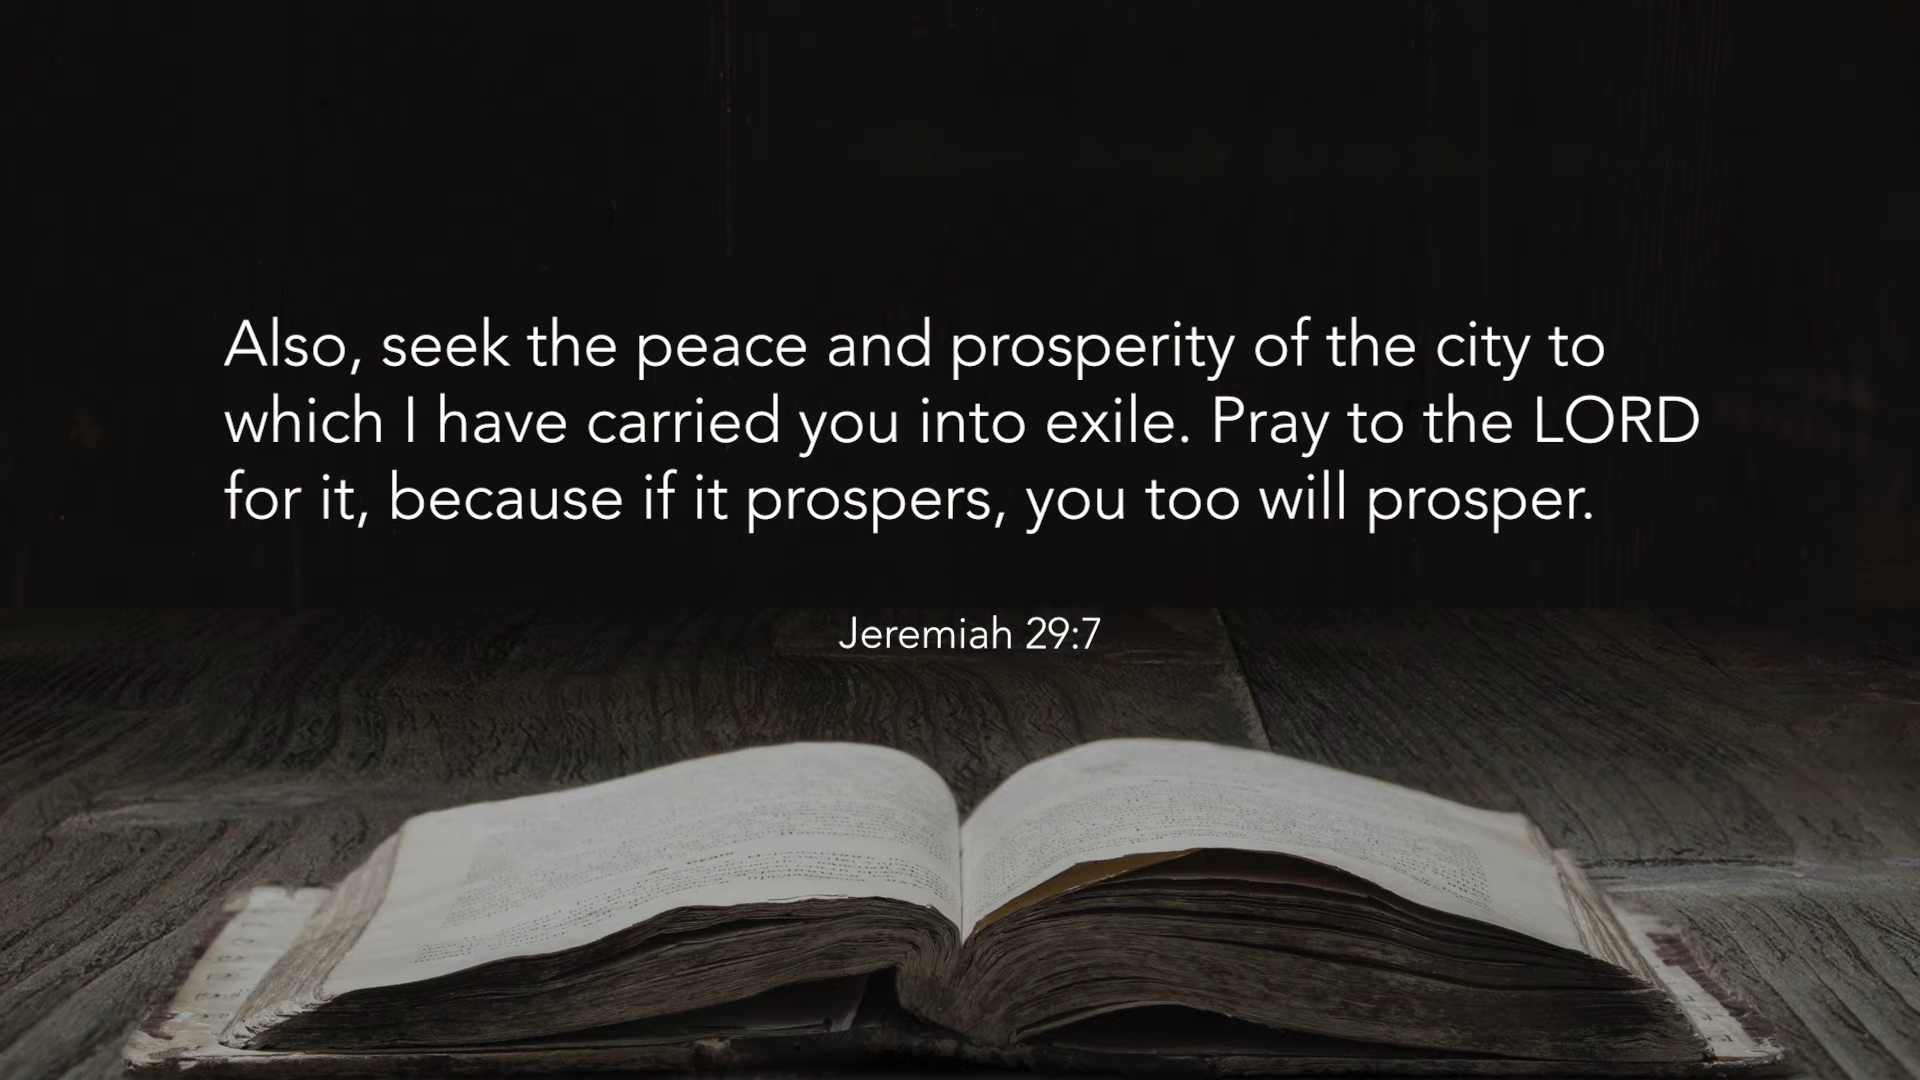 Also, seek the peace and prosperity of the city to
which I have carried you into exile. Pray to the LORD
for it, because if it prospers, you too will prosper.
Jeremiah 29:7